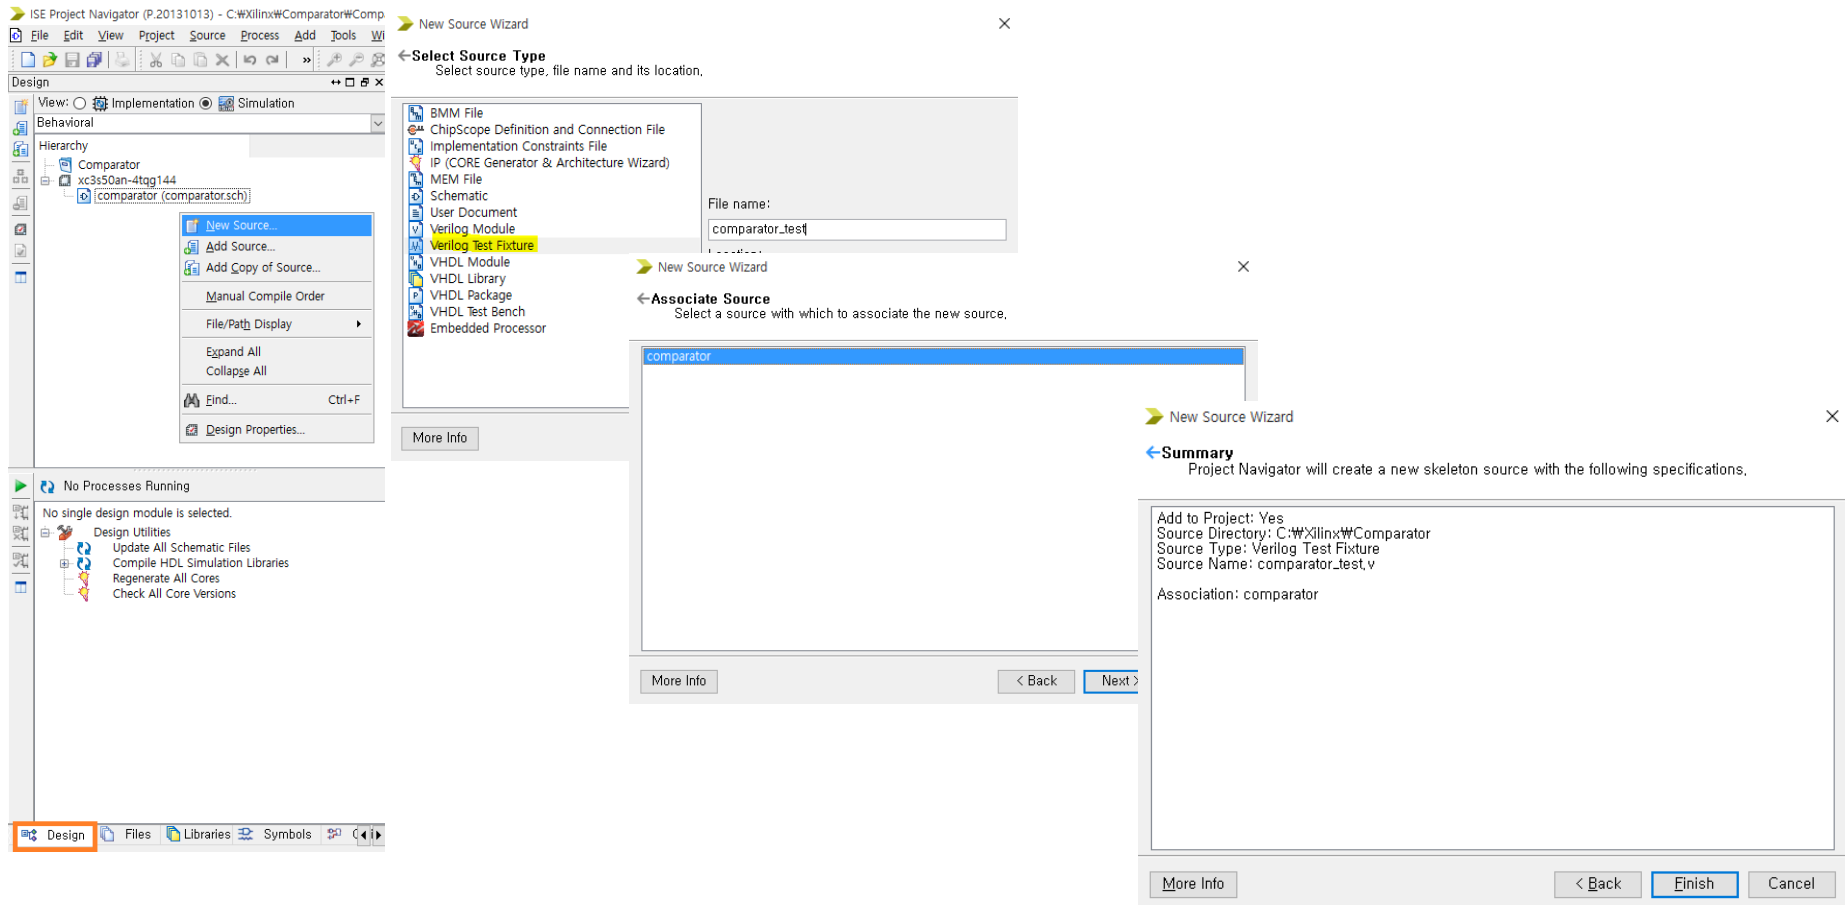 ISE Project Navigator (P.20131013) - C:₩Xilinx₩Comparator₩Comp
File Edit View Project Source Process Add Tools Wi
»
Design
View: Implementation Simulation
Behavioral
Hierarchy
Comparator
xc3s50an-4tqg144
comparator (comparator.sch)
New Source...
Add Source...
Add Copy of Source...
Manual Compile Order
File/Path Display
Expand All
Collapse All
Find... Ctrl+F
Design Properties...
No Processes Running
No single design module is selected.
Design Utilities
Update All Schematic Files
Compile HDL Simulation Libraries
Regenerate All Cores
Check All Core Versions
Design Files Libraries Symbols
New Source Wizard
Select Source Type
Select source type, file name and its location.
BMM File
ChipScope Definition and Connection File
Implementation Constraints File
IP (CORE Generator & Architecture Wizard)
MEM File
Schematic
User Document
Verilog Module
Verilog Test Fixture
VHDL Module
VHDL Library
VHDL Package
VHDL Test Bench
Embedded Processor
File name:
comparator_test
Location:
More Info
New Source Wizard
Associate Source
Select a source with which to associate the new source.
comparator
More Info
< Back
Next >
New Source Wizard
Summary
Project Navigator will create a new skeleton source with the following specifications.
Add to Project: Yes
Source Directory: C:₩Xilinx₩Comparator
Source Type: Verilog Test Fixture
Source Name: comparator_test.v
Association: comparator
More Info
< Back
Finish
Cancel